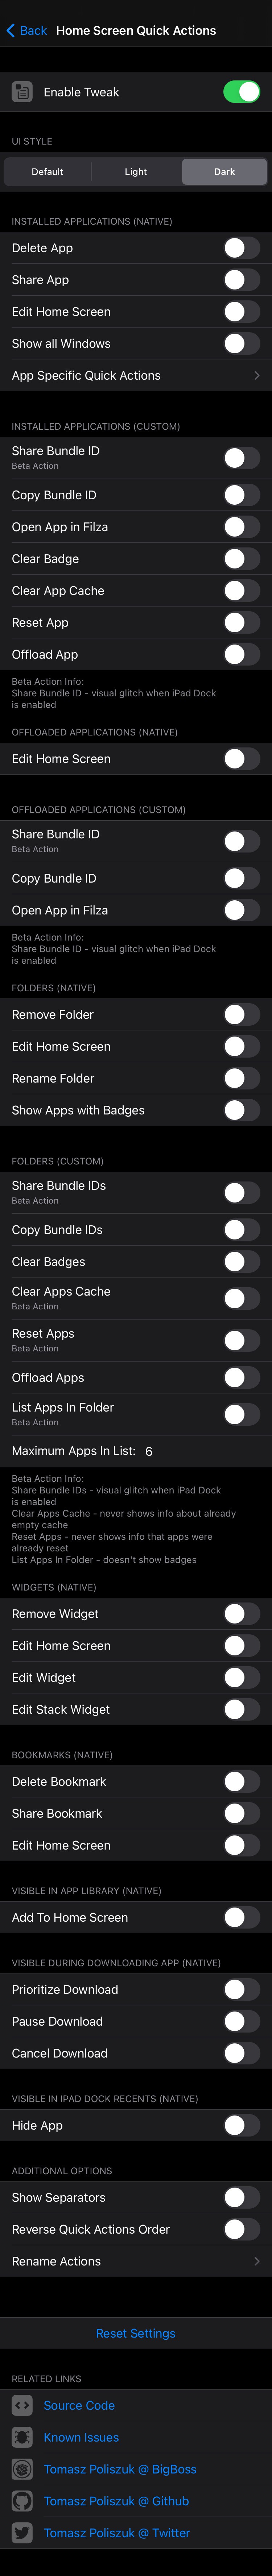 Back Home Screen Quick Actions
Enable Tweak
UI STYLE
Default Light Dark
INSTALLED APPLICATIONS (NATIVE)
Delete App
Share App
Edit Home Screen
Show all Windows
App Specific Quick Actions
INSTALLED APPLICATIONS (CUSTOM)
Share Bundle ID
Beta Action
Copy Bundle ID
Open App in Filza
Clear Badge
Clear App Cache
Reset App
Offload App
Beta Action Info:
Share Bundle ID - visual glitch when iPad Dock
is enabled
OFFLOADED APPLICATIONS (NATIVE)
Edit Home Screen
OFFLOADED APPLICATIONS (CUSTOM)
Share Bundle ID
Beta Action
Copy Bundle ID
Open App in Filza
Beta Action Info:
Share Bundle ID - visual glitch when iPad Dock
is enabled
FOLDERS (NATIVE)
Remove Folder
Edit Home Screen
Rename Folder
Show Apps with Badges
FOLDERS (CUSTOM)
Share Bundle IDs
Beta Action
Copy Bundle IDs
Clear Badges
Clear Apps Cache
Beta Action
Reset Apps
Beta Action
Offload Apps
List Apps In Folder
Beta Action
Maximum Apps In List: 6
Beta Action Info:
Share Bundle IDs - visual glitch when iPad Dock
is enabled
Clear Apps Cache - never shows info about already
empty cache
Reset Apps - never shows info that apps were
already reset
List Apps In Folder - doesn't show badges
WIDGETS (NATIVE)
Remove Widget
Edit Home Screen
Edit Widget
Edit Stack Widget
BOOKMARKS (NATIVE)
Delete Bookmark
Share Bookmark
Edit Home Screen
VISIBLE IN APP LIBRARY (NATIVE)
Add To Home Screen
VISIBLE DURING DOWNLOADING APP (NATIVE)
Prioritize Download
Pause Download
Cancel Download
VISIBLE IN IPAD DOCK RECENTS (NATIVE)
Hide App
ADDITIONAL OPTIONS
Show Separators
Reverse Quick Actions Order
Rename Actions
Reset Settings
RELATED LINKS
Source Code
Known Issues
Tomasz Poliszuk @ BigBoss
Tomasz Poliszuk @ Github
Tomasz Poliszuk @ Twitter